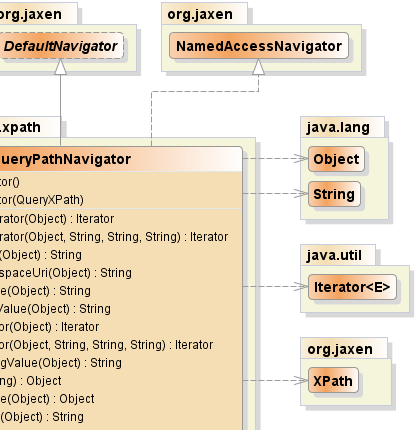 org.jaxen
org.jaxen
DefaultNavigator
NamedAccessNavigator
.xpath
java.lang
ueryPathNavigator
Object
tor()
String
tor(QueryXPath)
rator(Object) : Iterator
rator(Object, String, String, String) : Iterator
(Object) : String
java.util
spaceUri(Object) : String
e(Object) : String
Iterator<E>
Value(Object) : String
or(Object) : Iterator
or(Object, String, String, String) : Iterator
org.jaxen
gValue(Object) : String
ng) : Object
XPath
e(Object) : Object
(Object) : String